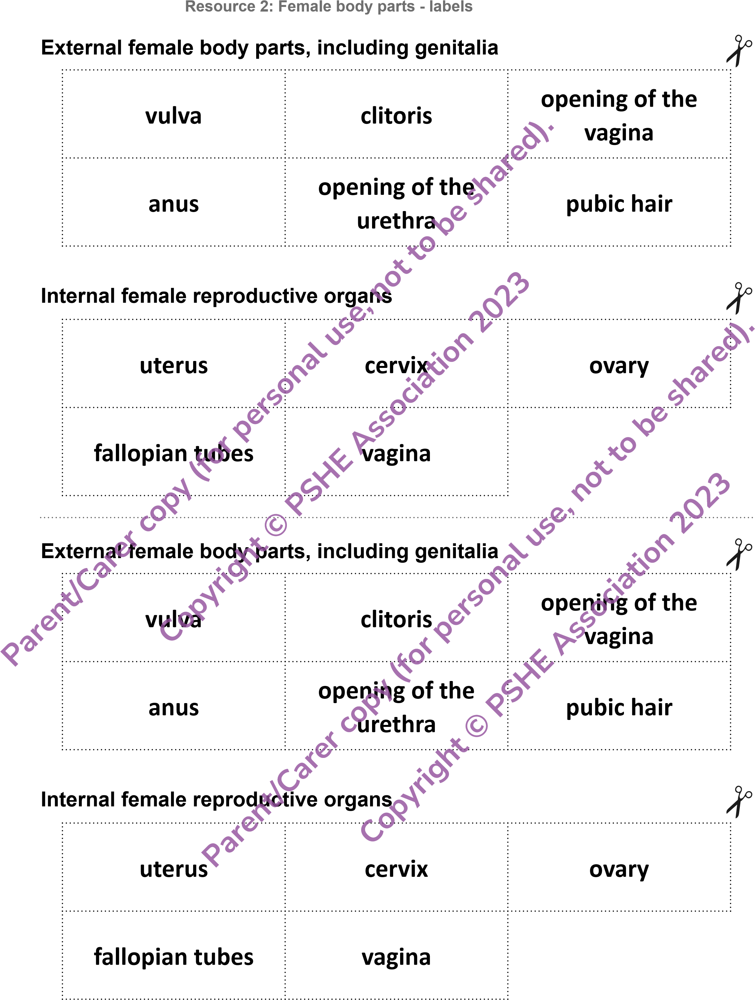 Resource 2: Female body parts - labels
External female body parts, including genitalia
vulva
clitoris
opening of the
vagina
anus
opening of the
urethra
pubic hair
Internal female reproductive organs
uterus
cervix
ovary
fallopian tubes
vagina
External female body parts, including genitalia
vulva
clitoris
opening of the
vagina
anus
opening of the
urethra
pubic hair
Internal female reproductive organs
uterus
cervix
ovary
fallopian tubes
vagina
Parent/Carer copy (for personal use, not to be shared).
Copyright © PSHE Association 2023
Parent/Carer copy (for personal use, not to be shared).
Copyright © PSHE Association 2023